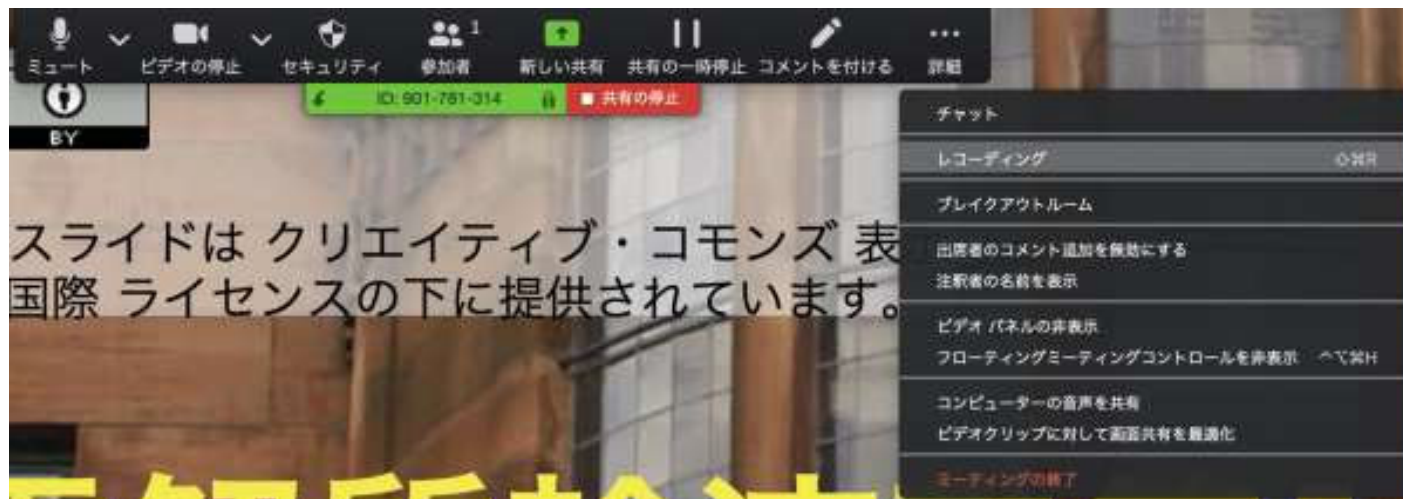 ミュート
ビデオの停止
セキュリティ
参加者
1
新しい共有
共有の一時停止
コメントを付ける
詳細
ID: 901-781-314
共有の停止
BY
チャット
レコーディング ⇧⌘R
ブレイクアウトルーム
出席者のコメント追加を無効にする
注釈者の名前を表示
ビデオ パネルの非表示
フローティングミーティングコントロールを非表示 ^⌥⌘H
コンピューターの音声を共有
ビデオクリップに対して画面共有を最適化
ミーティングの終了
スライドは クリエイティブ・コモンズ 表
国際 ライセンスの下に提供されています。